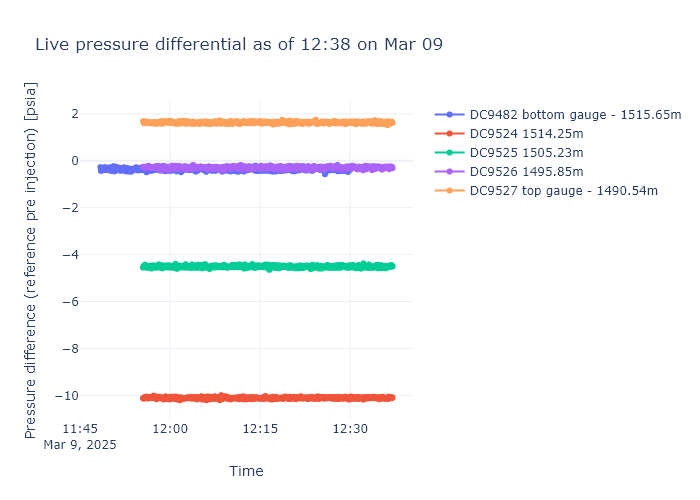 Live pressure differential as of 12:38 on Mar 09
Pressure difference (reference pre injection) [psia]
2
0
−2
−4
−6
−8
−10
11:45
Mar 9, 2025
12:00
12:15
12:30
Time
DC9482 bottom gauge - 1515.65m
DC9524 1514.25m
DC9525 1505.23m
DC9526 1495.85m
DC9527 top gauge - 1490.54m